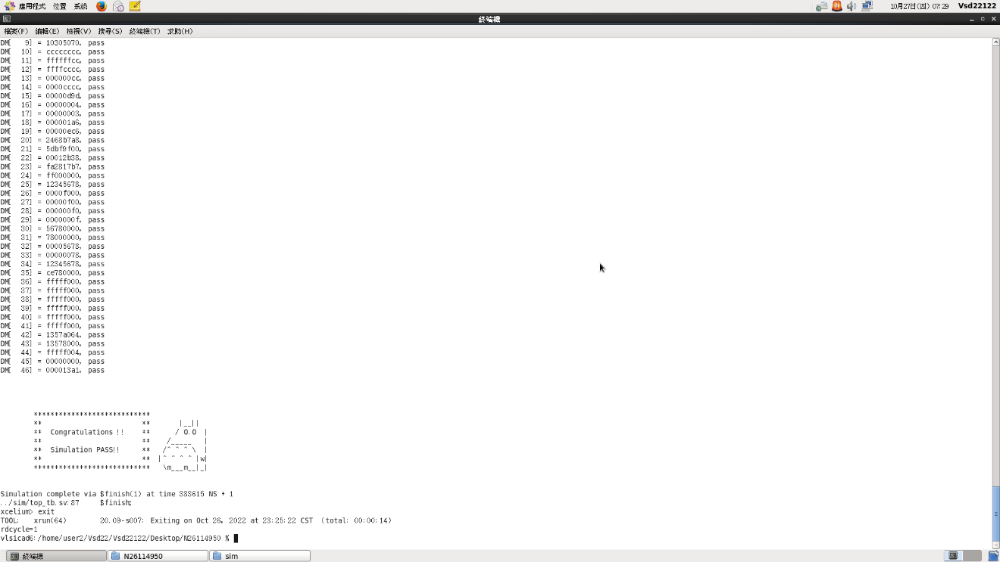 應用程式 位置 系統 10月27日(四) 07:29 Vsd22122
終端機
檔案(F) 編輯(E) 檢視(V) 搜尋(S) 終端機(T) 求助(H)
DM[ 9] = 10305070, pass
DM[ 10] = cccccccc, pass
DM[ 11] = ffffffcc, pass
DM[ 12] = ffffcccc, pass
DM[ 13] = 000000cc, pass
DM[ 14] = 0000cccc, pass
DM[ 15] = 00000d9d, pass
DM[ 16] = 00000004, pass
DM[ 17] = 00000003, pass
DM[ 18] = 000001a6, pass
DM[ 19] = 00000ec6, pass
DM[ 20] = 2468b7a8, pass
DM[ 21] = 5dbf9f00, pass
DM[ 22] = 00012b38, pass
DM[ 23] = fa2817b7, pass
DM[ 24] = ff000000, pass
DM[ 25] = 12345678, pass
DM[ 26] = 0000f000, pass
DM[ 27] = 00000f00, pass
DM[ 28] = 000000f0, pass
DM[ 29] = 0000000f, pass
DM[ 30] = 56780000, pass
DM[ 31] = 78000000, pass
DM[ 32] = 00005678, pass
DM[ 33] = 00000078, pass
DM[ 34] = 12345678, pass
DM[ 35] = ce780000, pass
DM[ 36] = fffff000, pass
DM[ 37] = fffff000, pass
DM[ 38] = fffff000, pass
DM[ 39] = fffff000, pass
DM[ 40] = fffff000, pass
DM[ 41] = fffff000, pass
DM[ 42] = 1357a064, pass
DM[ 43] = 13578000, pass
DM[ 44] = fffff004, pass
DM[ 45] = 00000000, pass
DM[ 46] = 000013a1, pass
****************************
** ** |__||
** Congratulations !! ** / O.O |
** ** /_____ |
** Simulation PASS!! ** /^ ^ ^ \ |
** ** |^ ^ ^ ^ |w|
**************************** \m___m__|_|
Simulation complete via $finish(1) at time 383615 NS + 1
../sim/top_tb.sv:87 $finish;
xcelium> exit
TOOL: xrun(64) 20.09-s007: Exiting on Oct 26, 2022 at 23:25:22 CST (total: 00:00:14)
rdcycle=1
vlsicad6:/home/user2/Vsd22/Vsd22122/Desktop/N26114950 %
終端機 N26114950 sim